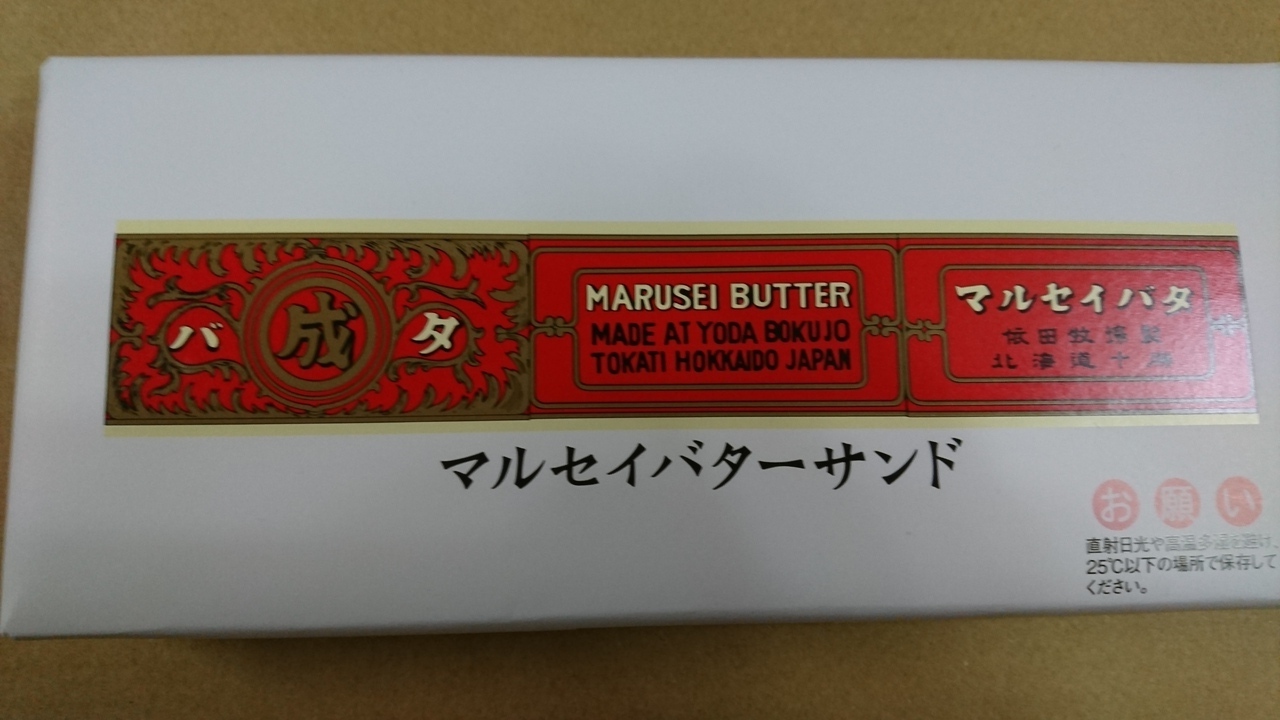 バ 成 タ
MARUSEI BUTTER
MADE AT YODA BOKUJO
TOKATI HOKKAIDO JAPAN
マルセイバタ
依田牧場製
北海道十勝
マルセイバターサンド
お願い
直射日光や高温多湿を避け、
25℃以下の場所で保存して
ください。